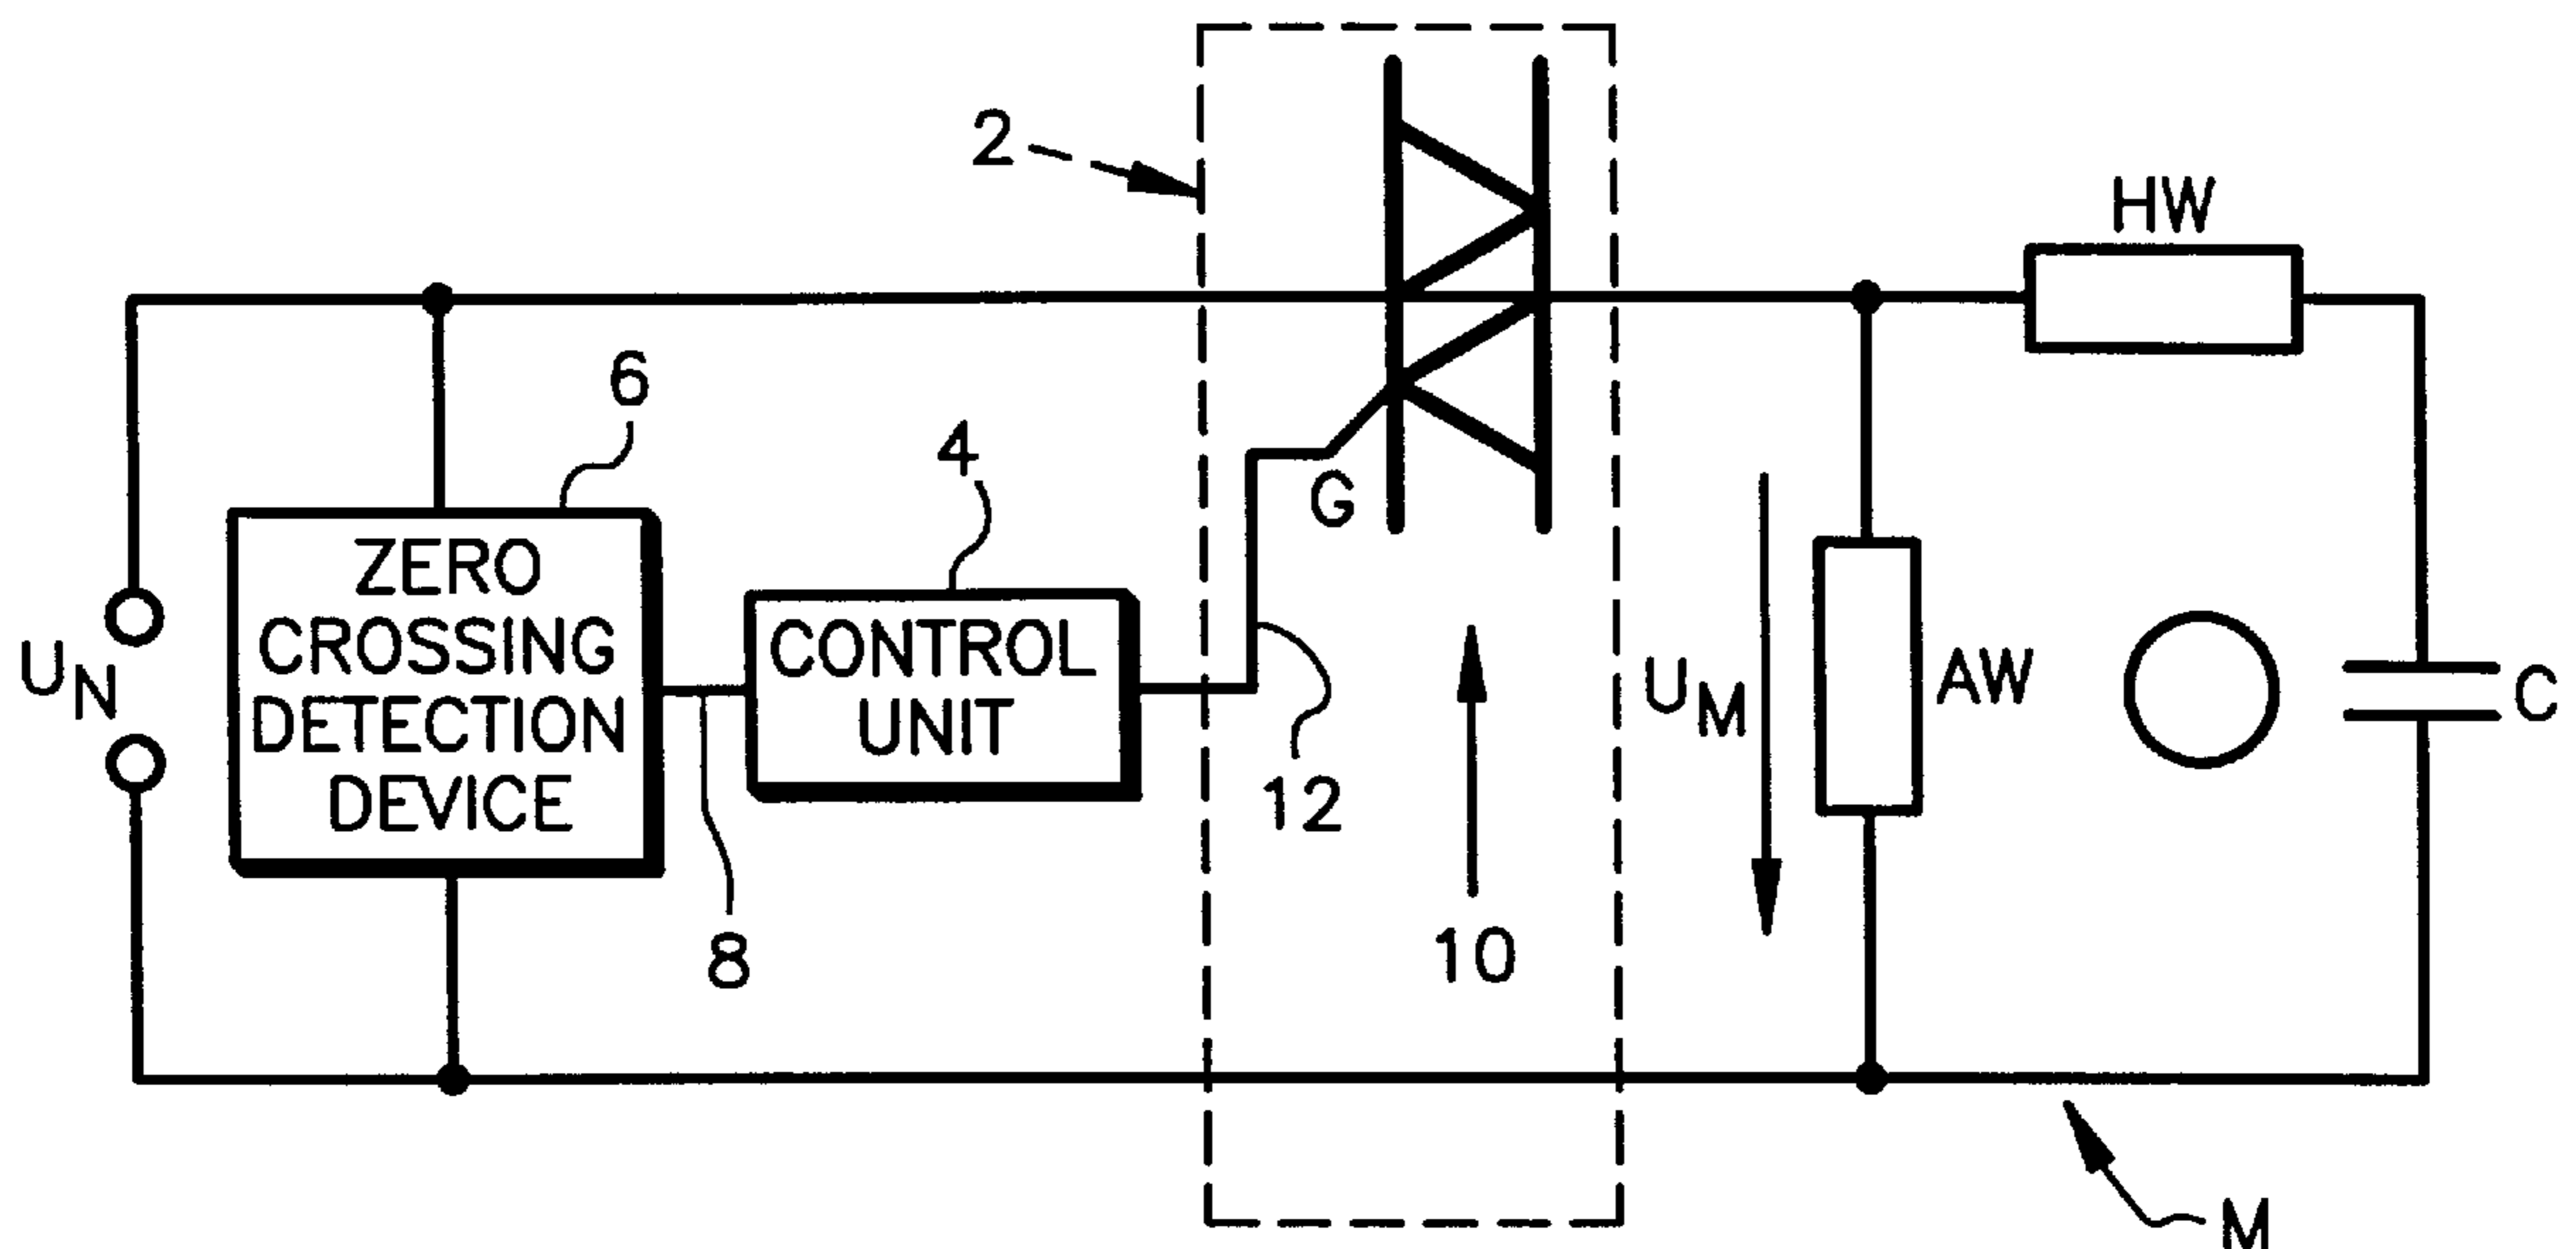 2
HW
6
4
G
ZERO
CROSSING
DETECTION
DEVICE
CONTROL
UNIT
U_N
U_M
AW
C
12
8
10
M